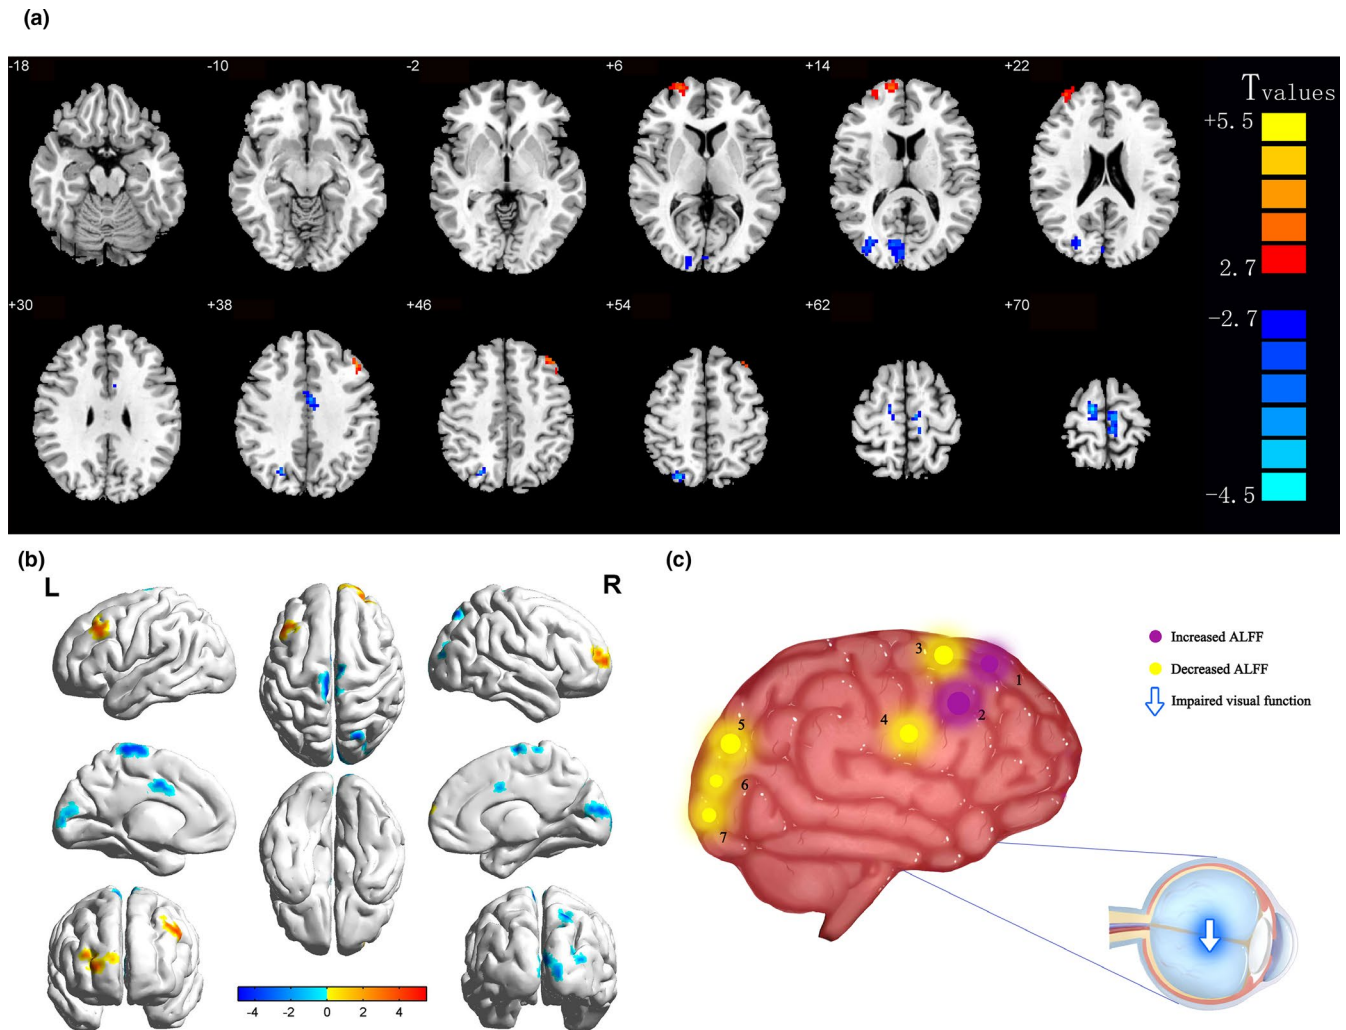 (a)
-18 -10 -2 +6 +14 +22
Tvalues
+5.5
2.7
-2.7
-4.5
+30 +38 +46 +54 +62 +70
(b)
L R
-4 -2 0 2 4
(c)
Increased ALFF
Decreased ALFF
Impaired visual function
3
1
2
4
5
6
7